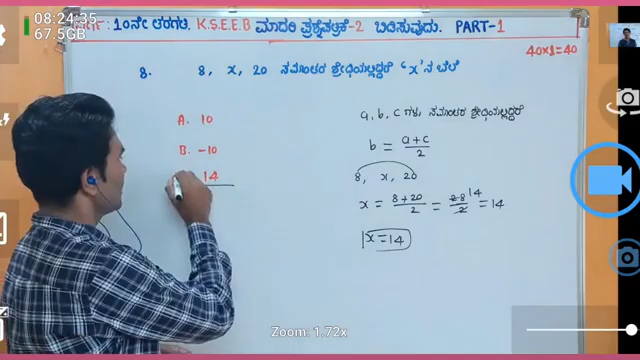 08:24:35
67.5GB
10ನೇ ತರಗತಿ. K.S.E.E.B ಮಾದರಿ ಪ್ರಶ್ನೆಪತ್ರಿಕೆ-2 ಬಿಡಿಸುವುದು. PART-1
40×1=40
8. 8, x, 20 ಸಮಾಂತರ ಶ್ರೇಢಿಯಲ್ಲಿದ್ದರೆ 'x' ನ ಬೆಲೆ
A. 10
B. -10
14
a, b, c ಗಳು ಸಮಾಂತರ ಶ್ರೇಢಿಯಲ್ಲಿದ್ದರೆ
b = a+c/2
8, x, 20
x = 8+20/2 = 28/2 14 = 14
x = 14
Zoom: 1.72x